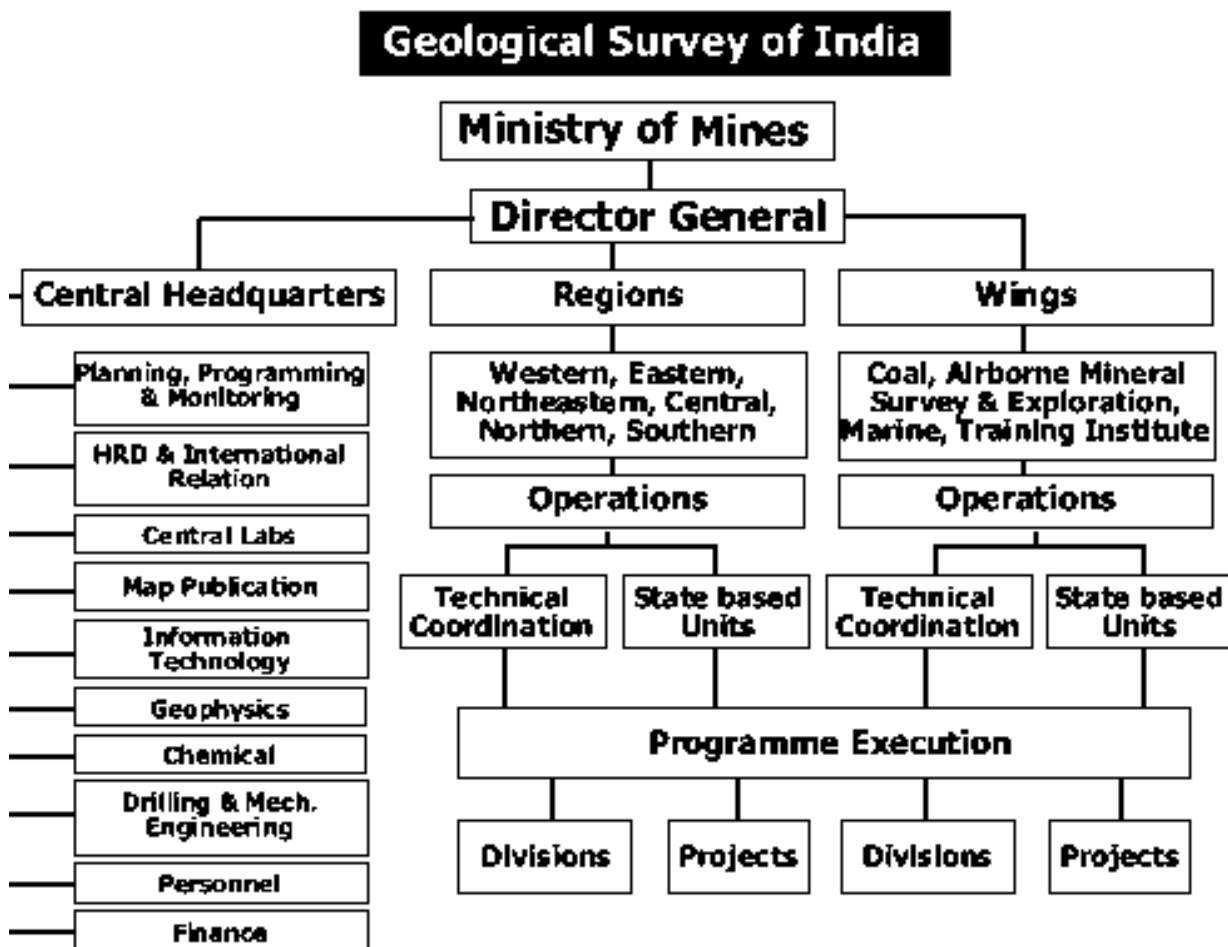 Geological Survey of India
Ministry of Mines
Director General
Central Headquarters
Planning, Programming
& Monitoring
HRD & International
Relation
Central Labs
Map Publication
Information
Technology
Geophysics
Chemical
Drilling & Mech.
Engineering
Personnel
Finance
Regions
Western, Eastern,
Northeastern, Central,
Northern, Southern
Operations
Technical
Coordination
State based
Units
Wings
Coal, Airborne Mineral
Survey & Exploration,
Marine, Training Institute
Operations
Technical
Coordination
State based
Units
Programme Execution
Divisions
Projects
Divisions
Projects